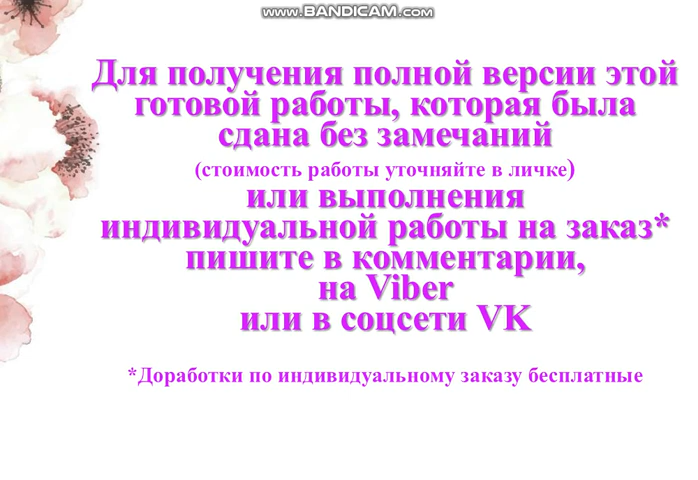 www.BANDICAM.com
Для получения полной версии этой
готовой работы, которая была
сдана без замечаний
(стоимость работы уточняйте в личке)
или выполнения
индивидуальной работы на заказ*
пишите в комментарии,
на Viber
или в соцсети VK
*Доработки по индивидуальному заказу бесплатные